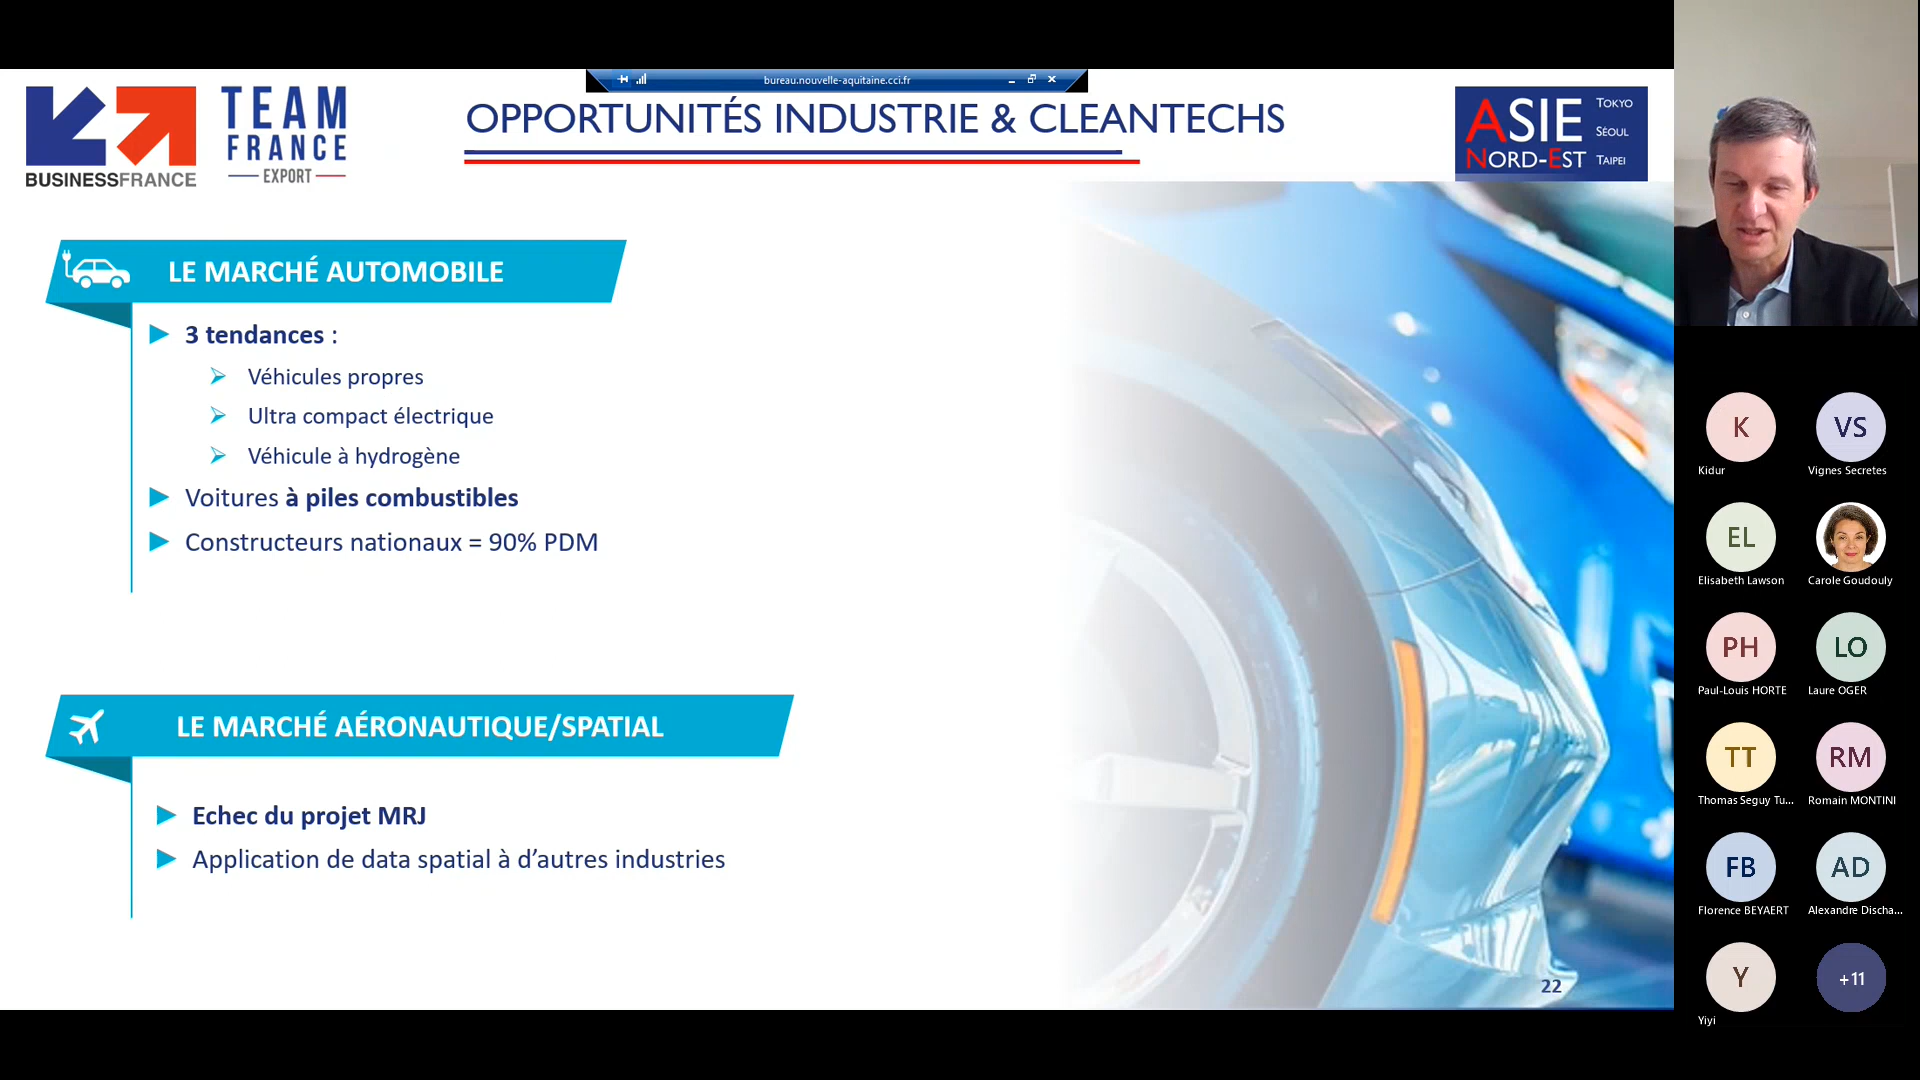 bureau.nouvelle-aquitaine.cci.fr
BUSINESSFRANCE
TEAM
FRANCE
EXPORT
OPPORTUNITÉS INDUSTRIE & CLEANTECHS
ASIE
NORD-EST
TOKYO
SÉOUL
TAIPEI
LE MARCHÉ AUTOMOBILE
3 tendances :
Véhicules propres
Ultra compact électrique
Véhicule à hydrogène
Voitures à piles combustibles
Constructeurs nationaux = 90% PDM
LE MARCHÉ AÉRONAUTIQUE/SPATIAL
Echec du projet MRJ
Application de data spatial à d’autres industries
22
K
Kidur
VS
Vignes Secretes
EL
Elisabeth Lawson
Carole Goudouly
PH
Paul-Louis HORTE
LO
Laure OGER
TT
Thomas Seguy Tu...
RM
Romain MONTINI
FB
Florence BEYAERT
AD
Alexandre Discha...
Y
Yiyi
+11